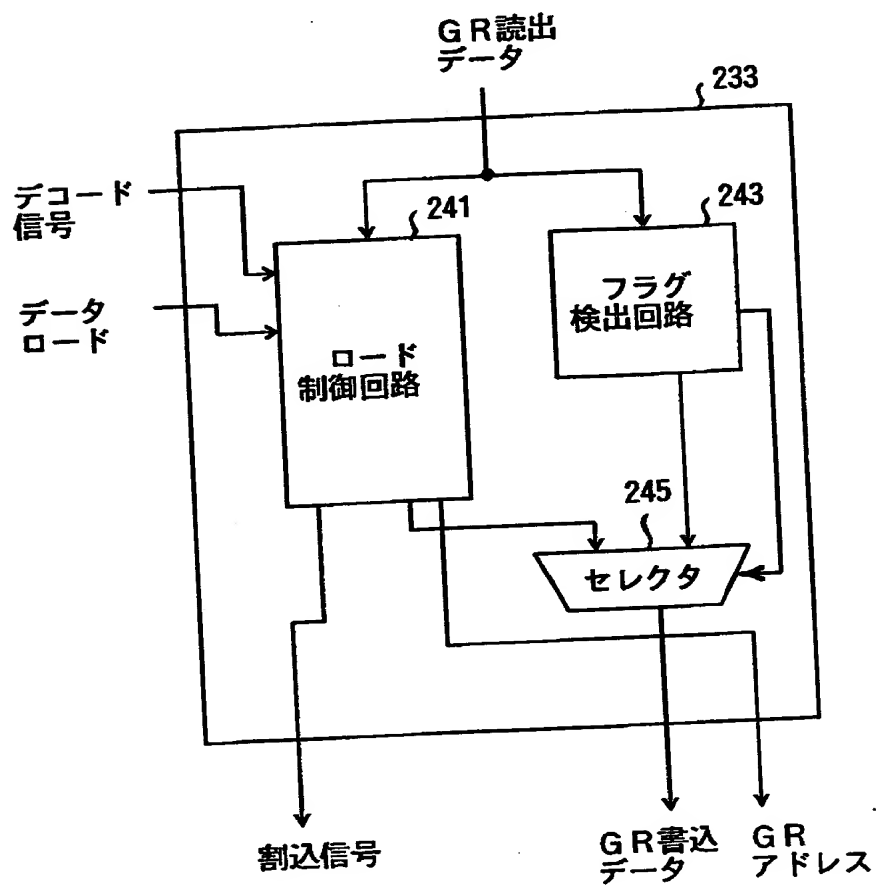 GR読出
データ
233
デコード
信号
241
243
データ
ロード
フラグ
検出回路
ロード
制御回路
245
セレクタ
割込信号
GR書込
データ
GR
アドレス